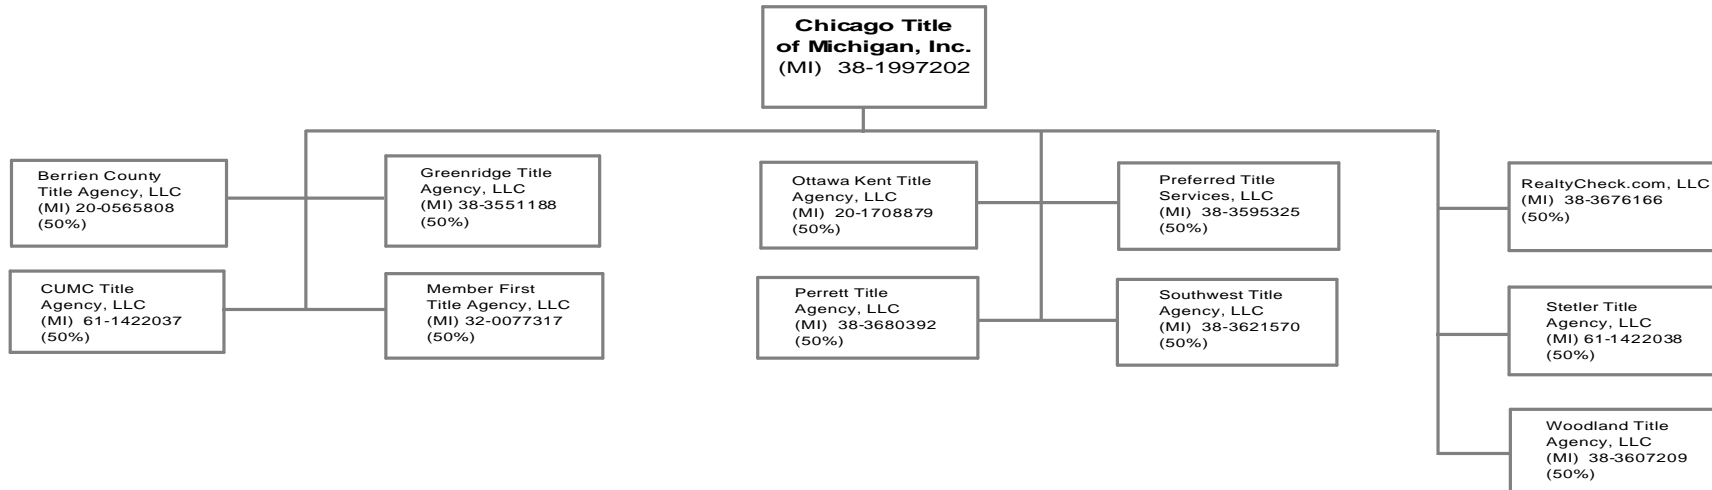 Chicago Title
of Michigan, Inc.
(MI) 38-1997202
Berrien County
Title Agency, LLC
(MI) 20-0565808
(50%)
Greenridge Title
Agency, LLC
(MI) 38-3551188
(50%)
Ottawa Kent Title
Agency, LLC
(MI) 20-1708879
(50%)
Preferred Title
Services, LLC
(MI) 38-3595325
(50%)
RealtyCheck.com, LLC
(MI) 38-3676166
(50%)
CUMC Title
Agency, LLC
(MI) 61-1422037
(50%)
Member First
Title Agency, LLC
(MI) 32-0077317
(50%)
Perrett Title
Agency, LLC
(MI) 38-3680392
(50%)
Southwest Title
Agency, LLC
(MI) 38-3621570
(50%)
Stetler Title
Agency, LLC
(MI) 61-1422038
(50%)
Woodland Title
Agency, LLC
(MI) 38-3607209
(50%)